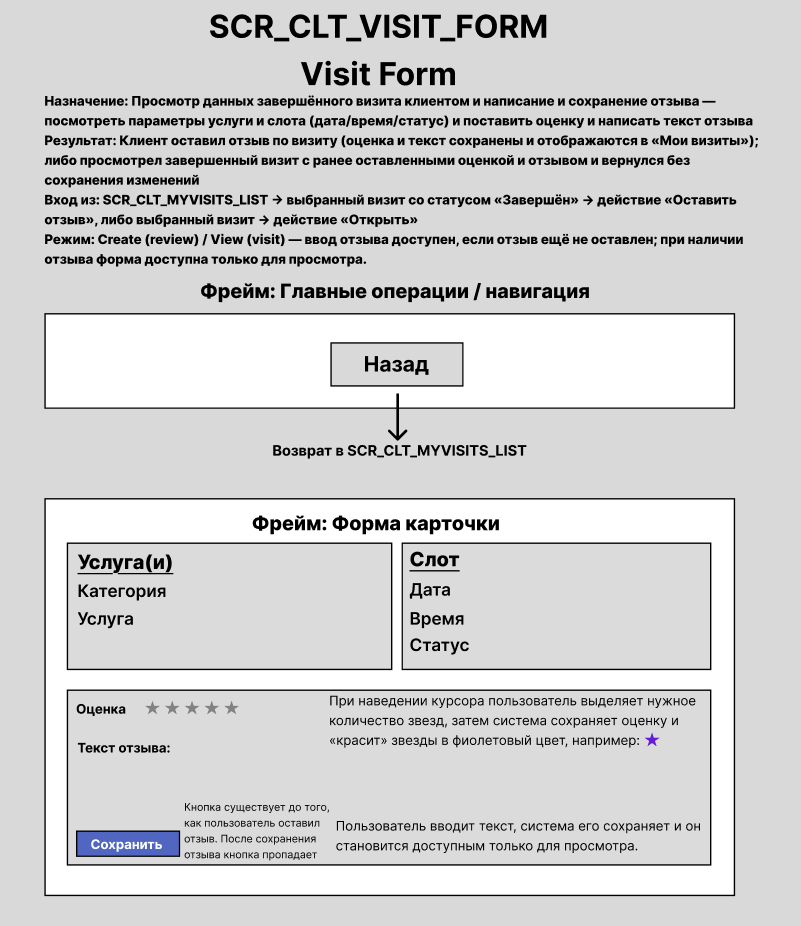 SCR_CLT_VISIT_FORM
Visit Form
Назначение: Просмотр данных завершённого визита клиентом и написание и сохранение отзыва —
посмотреть параметры услуги и слота (дата/время/статус) и поставить оценку и написать текст отзыва
Результат: Клиент оставил отзыв по визиту (оценка и текст сохранены и отображаются в «Мои визиты»);
либо просмотрел завершенный визит с ранее оставленными оценкой и отзывом и вернулся без
сохранения изменений
Вход из: SCR_CLT_MYVISITS_LIST → выбранный визит со статусом «Завершён» → действие «Оставить
отзыв», либо выбранный визит → действие «Открыть»
Режим: Create (review) / View (visit) — ввод отзыва доступен, если отзыв ещё не оставлен; при наличии
отзыва форма доступна только для просмотра.
Фрейм: Главные операции / навигация
Назад
Возврат в SCR_CLT_MYVISITS_LIST
Фрейм: Форма карточки
Услуга(и)
Категория
Услуга
Слот
Дата
Время
Статус
Оценка
При наведении курсора пользователь выделяет нужное
количество звезд, затем система сохраняет оценку и
«красит» звезды в фиолетовый цвет, например:
Текст отзыва:
Кнопка существует до того,
как пользователь оставил
отзыв. После сохранения
отзыва кнопка пропадает
Сохранить
Пользователь вводит текст, система его сохраняет и он
становится доступным только для просмотра.